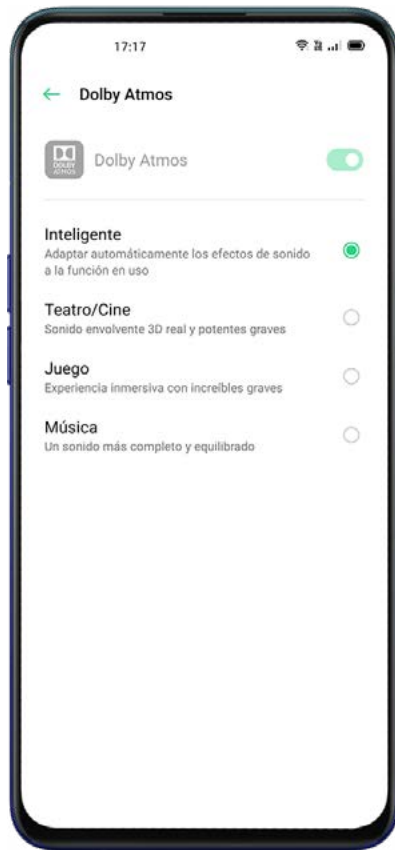 17:17
Dolby Atmos
DOLBY
ATMOS
Dolby Atmos
Inteligente
Adaptar automáticamente los efectos de sonido
a la función en uso
Teatro/Cine
Sonido envolvente 3D real y potentes graves
Juego
Experiencia inmersiva con increíbles graves
Música
Un sonido más completo y equilibrado